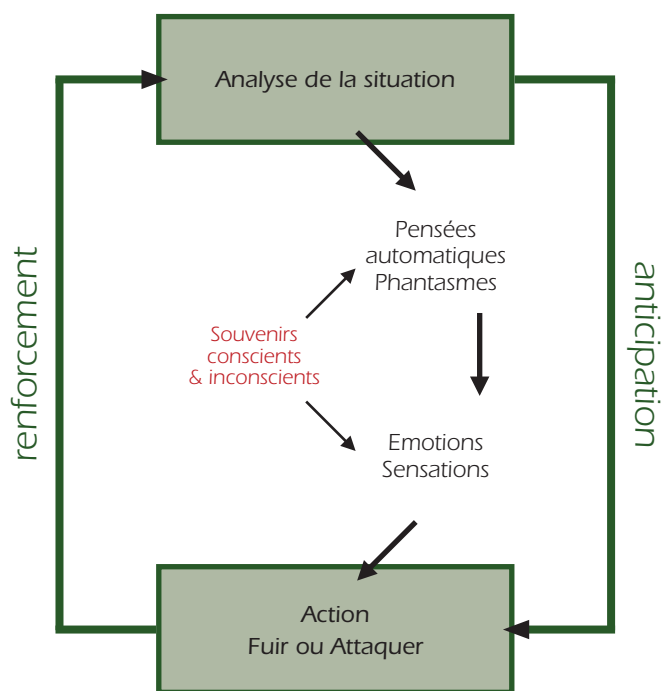 Analyse de la situation
Pensées
automatiques
Phantasmes
renforcement
anticipation
Souvenirs
conscients
& inconscients
Emotions
Sensations
Action
Fuir ou Attaquer